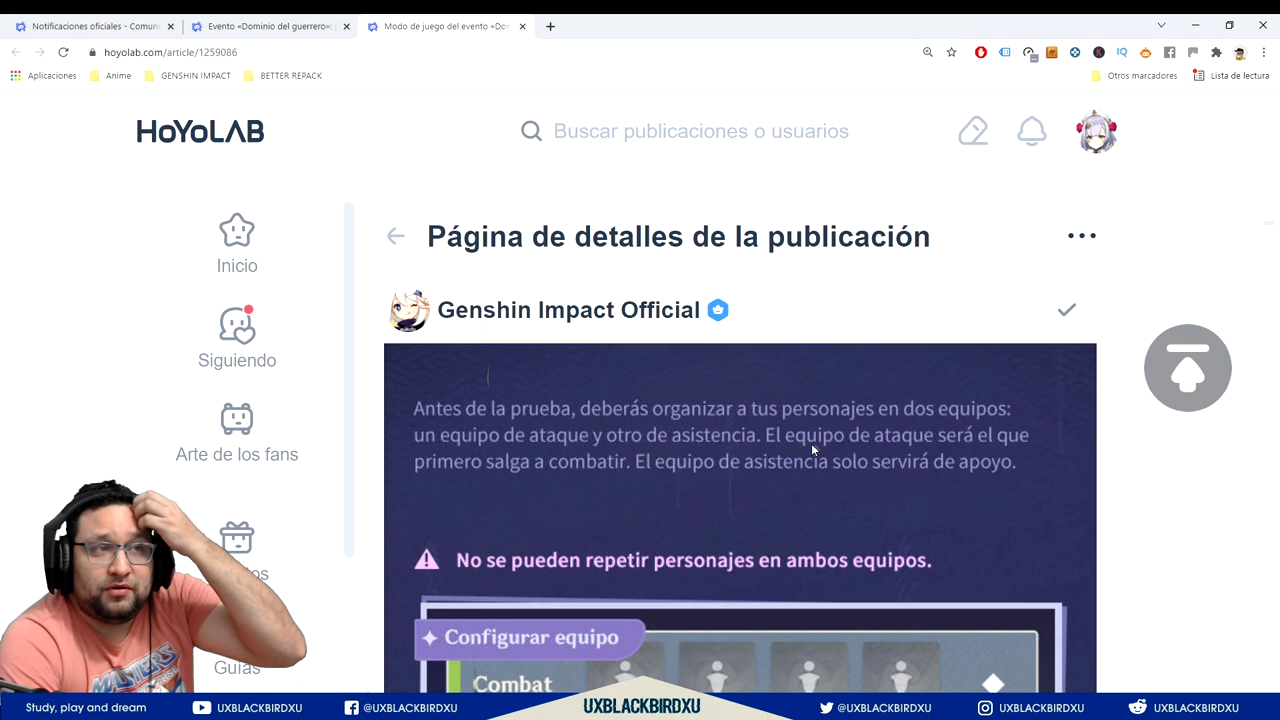 Notificaciones oficiales - Comuni
Evento «Dominio del guerrero»:
Modo de juego del evento «Dor
hoyolab.com/article/1259086
Aplicaciones
Anime
GENSHIN IMPACT
BETTER REPACK
Otros marcadores
Lista de lectura
HoYoLAB
Buscar publicaciones o usuarios
Inicio
Siguiendo
Arte de los fans
Guías
Página de detalles de la publicación
Genshin Impact Official
Antes de la prueba, deberás organizar a tus personajes en dos equipos:
un equipo de ataque y otro de asistencia. El equipo de ataque será el que
primero salga a combatir. El equipo de asistencia solo servirá de apoyo.
No se pueden repetir personajes en ambos equipos.
Configurar equipo
Combat
Study, play and dream
UXBLACKBIRDXU
@UXBLACKBIRDXU
UXBLACKBIRDXU
@UXBLACKBIRDXU
UXBLACKBIRDXU
UXBLACKBIRDXU